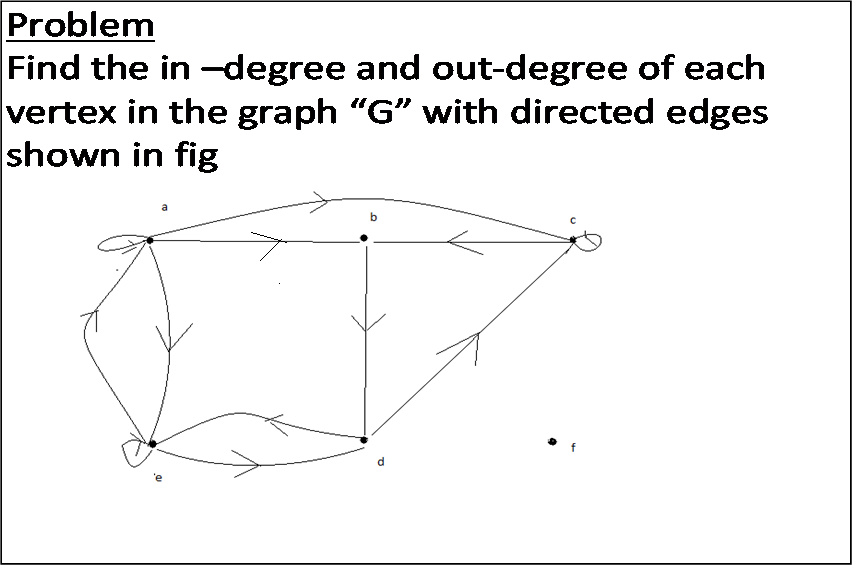 Problem
Find the in –degree and out-degree of each
vertex in the graph “G” with directed edges
shown in fig
a
b
c
e
d
f